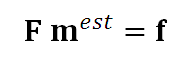 F m^est = f